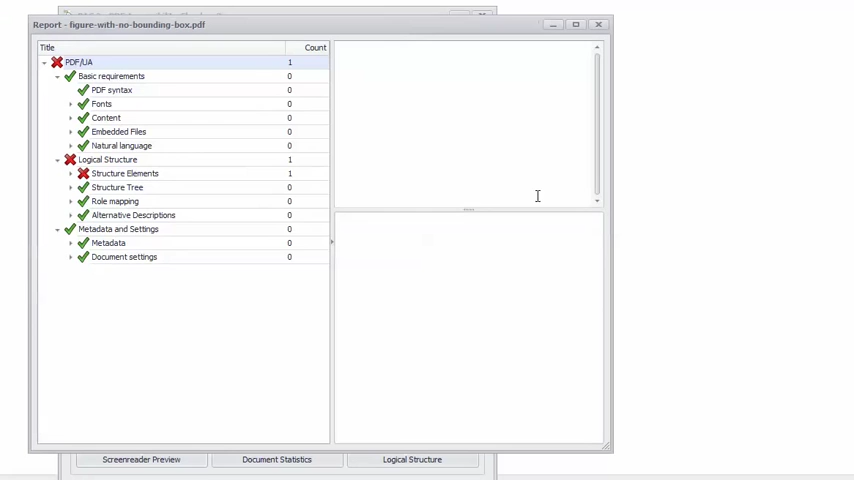 Report - figure-with-no-bounding-box.pdf
Title Count
PDF/UA 1
Basic requirements 0
PDF syntax 0
Fonts 0
Content 0
Embedded Files 0
Natural language 0
Logical Structure 1
Structure Elements 1
Structure Tree 0
Role mapping 0
Alternative Descriptions 0
Metadata and Settings 0
Metadata 0
Document settings 0
Screenreader Preview Document Statistics Logical Structure